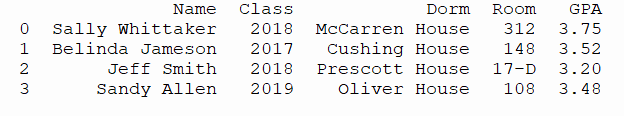 Name Class Dorm Room GPA
0 Sally Whittaker 2018 McCarren House 312 3.75
1 Belinda Jameson 2017 Cushing House 148 3.52
2 Jeff Smith 2018 Prescott House 17-D 3.20
3 Sandy Allen 2019 Oliver House 108 3.48